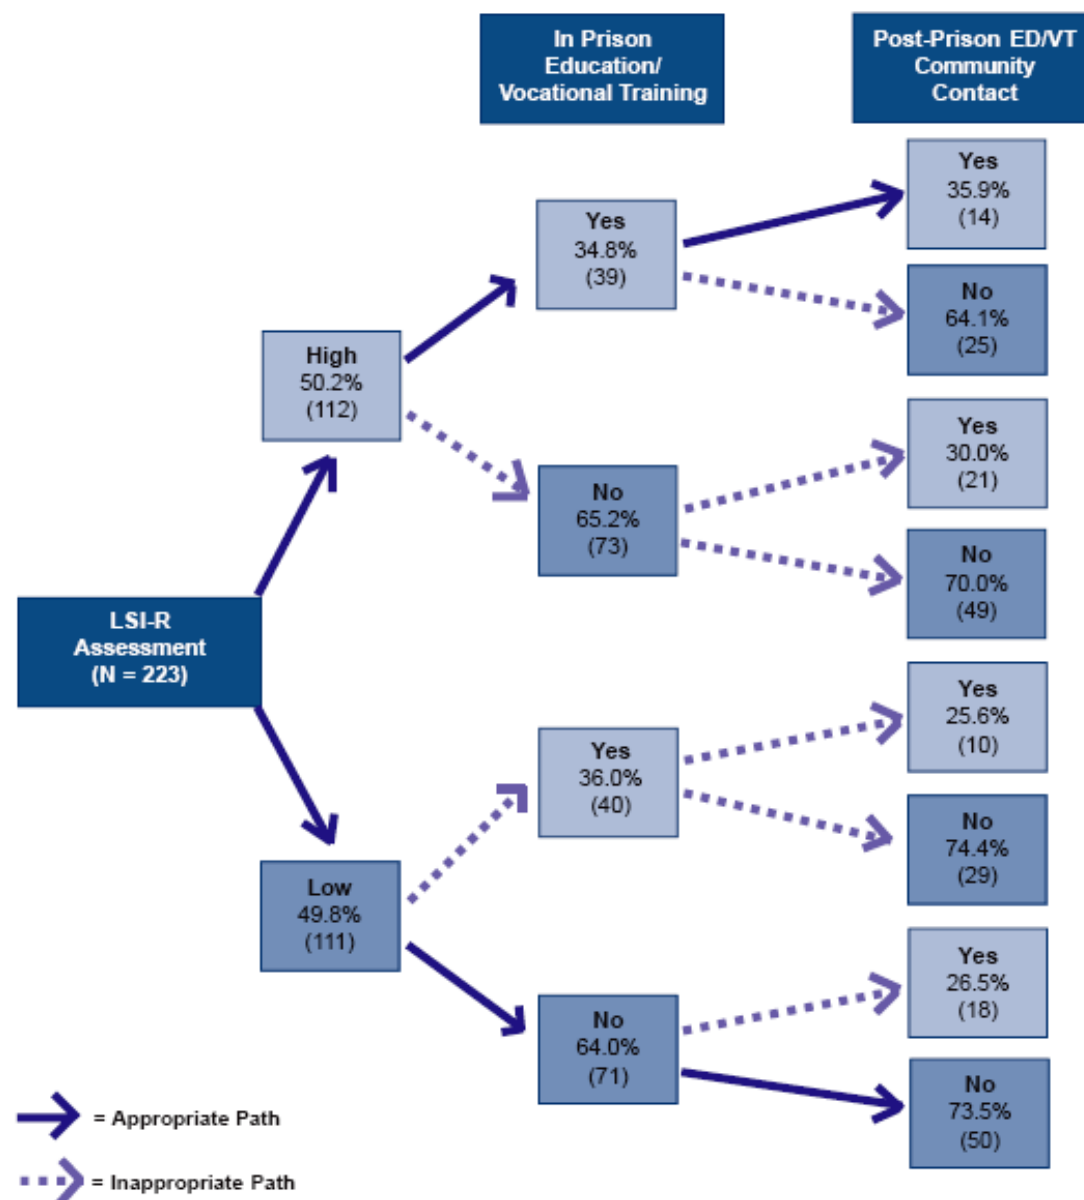 In Prison
Education/
Vocational Training
Post-Prison ED/VT
Community
Contact
Yes
35.9%
(14)
Yes
34.8%
(39)
No
64.1%
(25)
High
50.2%
(112)
Yes
30.0%
(21)
No
65.2%
(73)
No
70.0%
(49)
LSI-R
Assessment
(N = 223)
Yes
25.6%
(10)
Yes
36.0%
(40)
No
74.4%
(29)
Low
49.8%
(111)
Yes
26.5%
(18)
No
64.0%
(71)
No
73.5%
(50)
= Appropriate Path
= Inappropriate Path